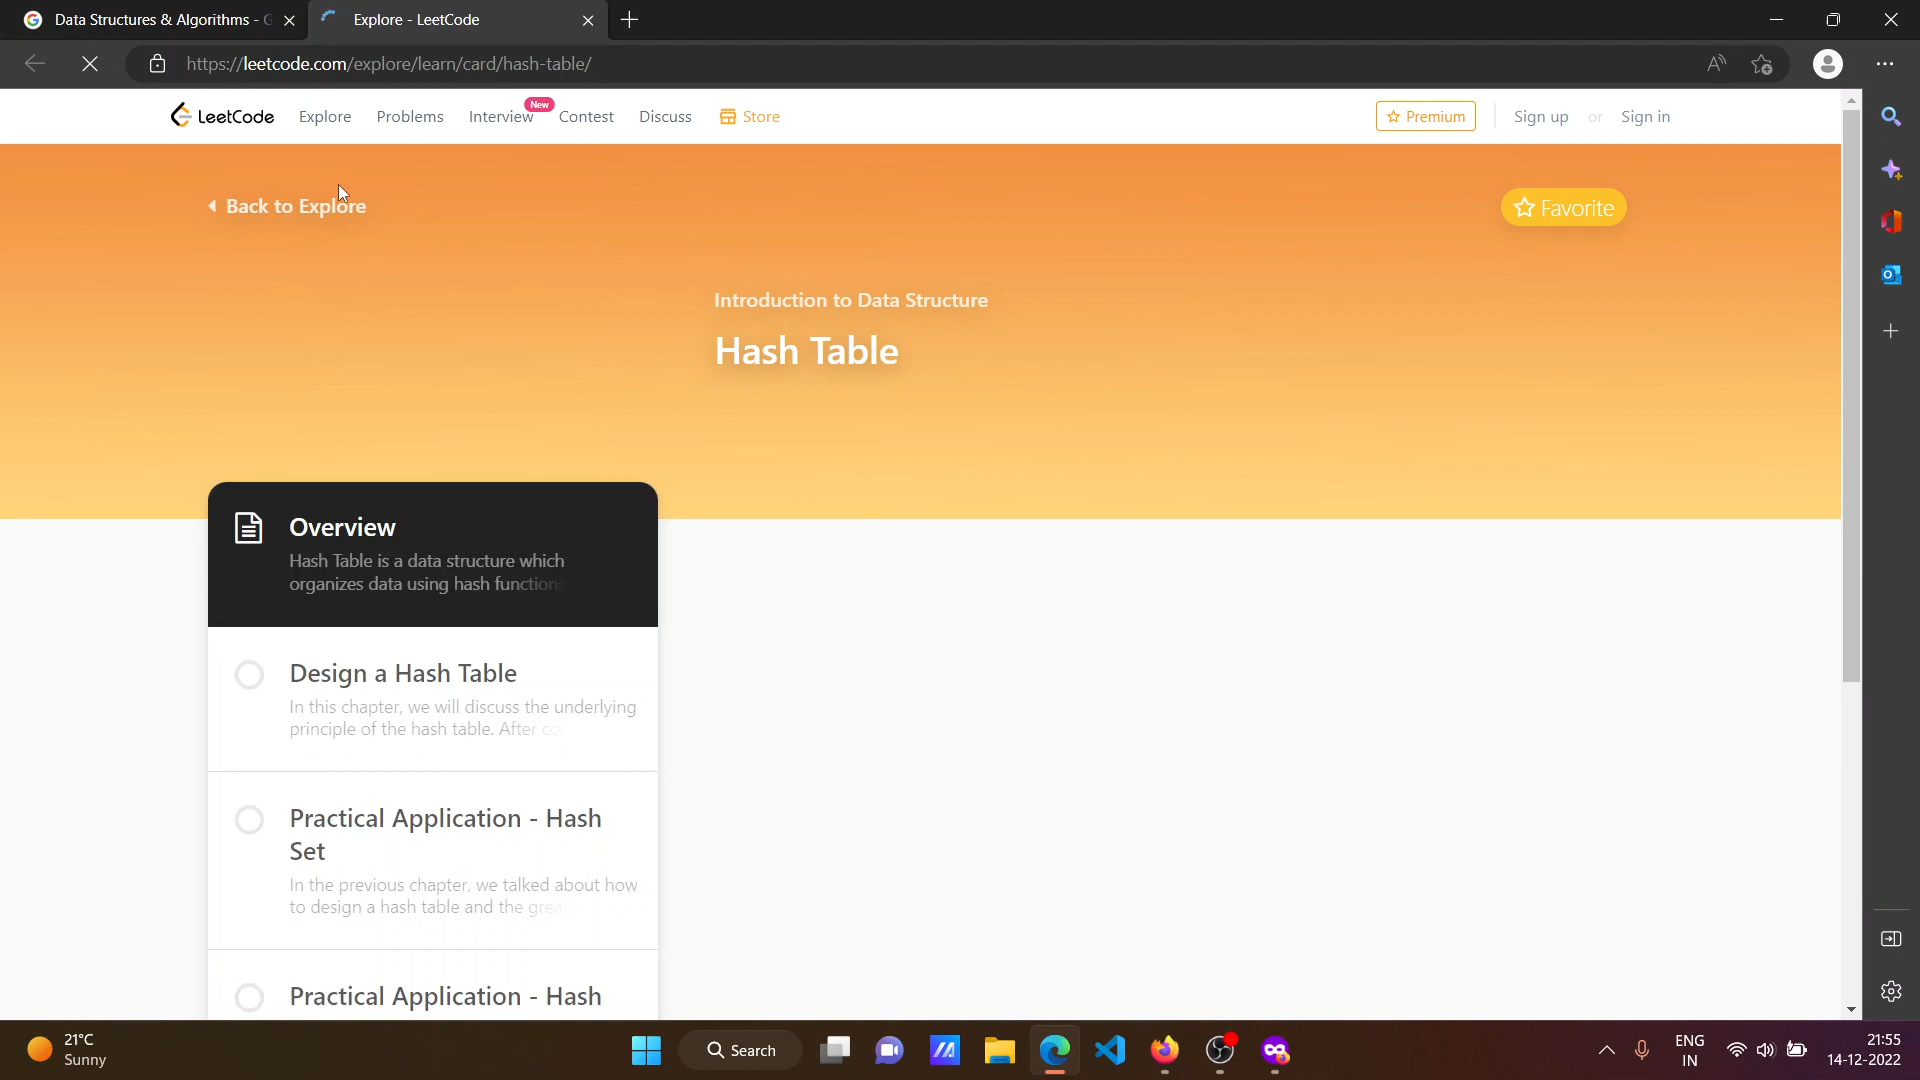 Data Structures & Algorithms - G
Explore - LeetCode
https://leetcode.com/explore/learn/card/hash-table/
LeetCode
Explore
Problems
Interview
New
Contest
Discuss
Store
Premium
Sign up
or
Sign in
Back to Explore
Favorite
Introduction to Data Structure
Hash Table
Overview
Hash Table is a data structure which
organizes data using hash functions
Design a Hash Table
In this chapter, we will discuss the underlying
principle of the hash table. After
Practical Application - Hash
Set
In the previous chapter, we talked about how
to design a hash table and the
Practical Application - Hash
21°C
Sunny
Search
ENG
IN
21:55
14-12-2022